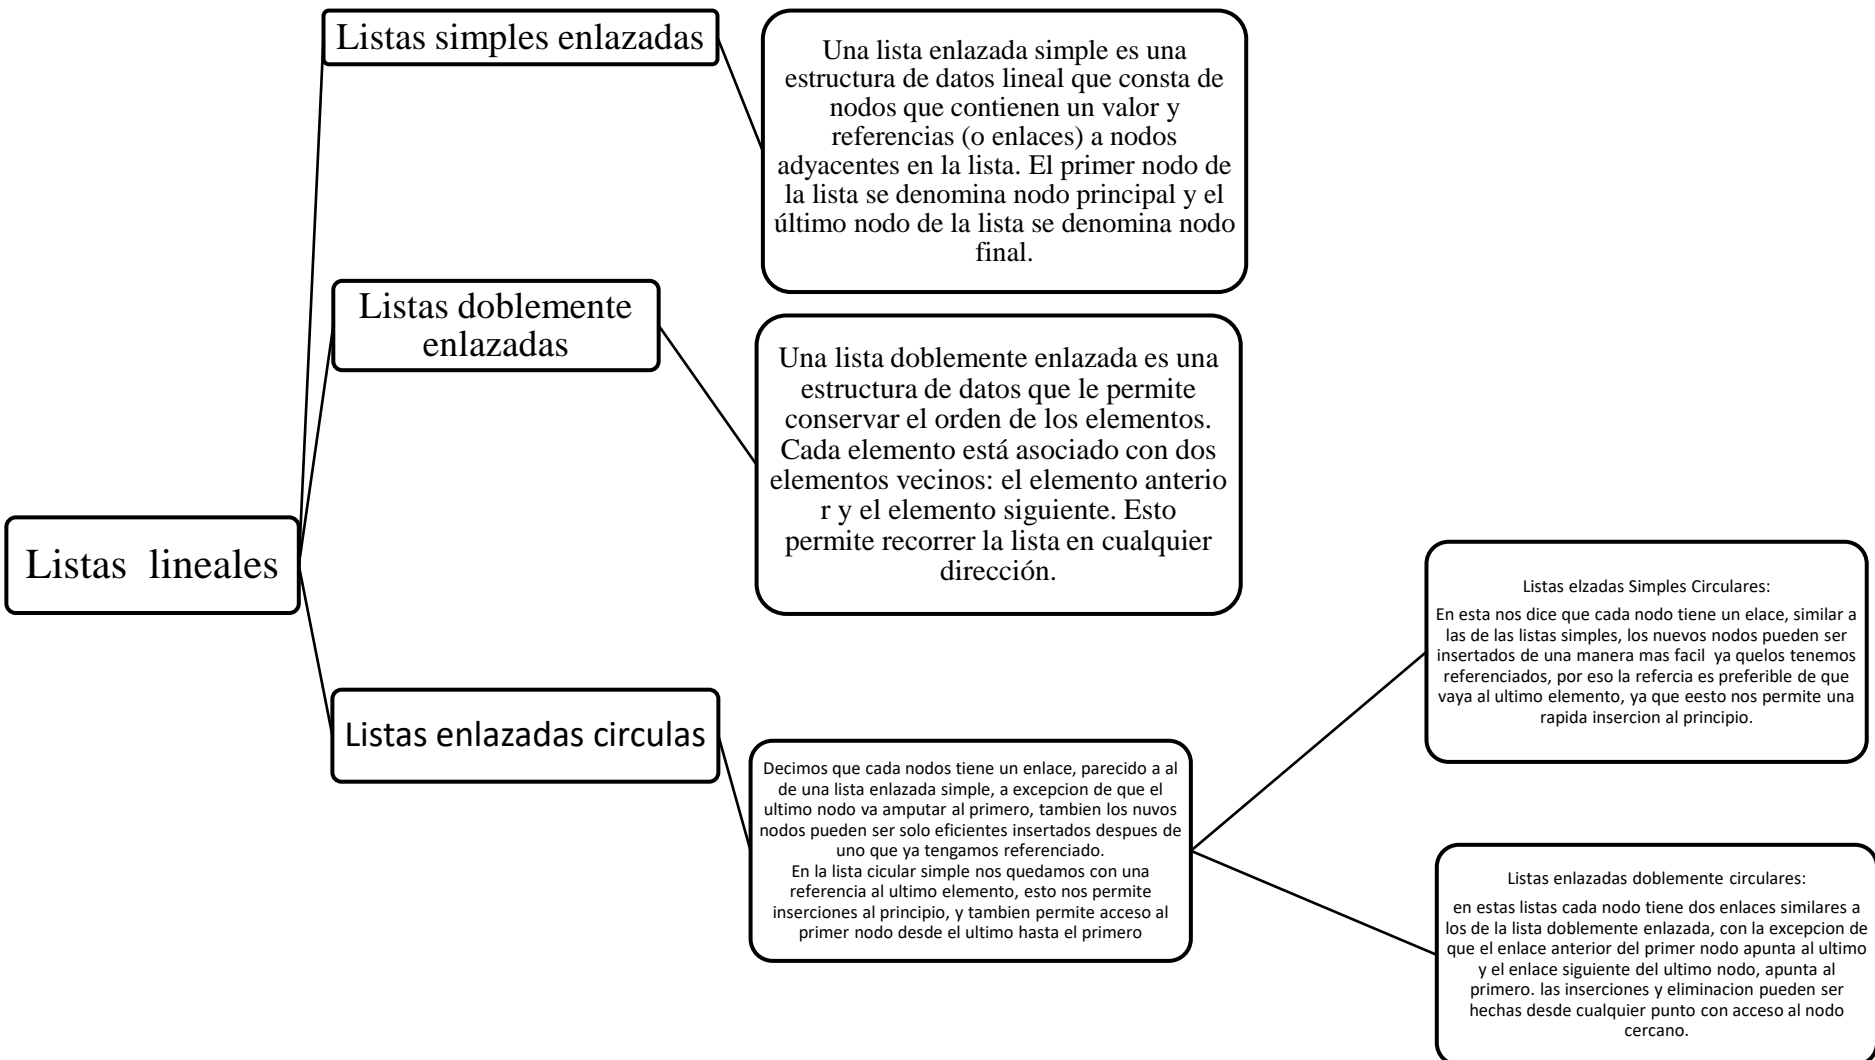 Listas lineales
Listas simples enlazadas
Una lista enlazada simple es una
estructura de datos lineal que consta de
nodos que contienen un valor y
referencias (o enlaces) a nodos
adyacentes en la lista. El primer nodo de
la lista se denomina nodo principal y el
último nodo de la lista se denomina nodo
final.
Listas doblemente
enlazadas
Una lista doblemente enlazada es una
estructura de datos que le permite
conservar el orden de los elementos.
Cada elemento está asociado con dos
elementos vecinos: el elemento anterio
r y el elemento siguiente. Esto
permite recorrer la lista en cualquier
dirección.
Listas enlazadas circulas
Decimos que cada nodos tiene un enlace, parecido a al
de una lista enlazada simple, a excepcion de que el
ultimo nodo va amputar al primero, tambien los nuvos
nodos pueden ser solo eficientes insertados despues de
uno que ya tengamos referenciado.
En la lista cicular simple nos quedamos con una
referencia al ultimo elemento, esto nos permite
inserciones al principio, y tambien permite acceso al
primer nodo desde el ultimo hasta el primero
Listas elzadas Simples Circulares:
En esta nos dice que cada nodo tiene un elace, similar a
las de las listas simples, los nuevos nodos pueden ser
insertados de una manera mas facil ya quelos tenemos
referenciados, por eso la refercia es preferible de que
vaya al ultimo elemento, ya que eesto nos permite una
rapida insercion al principio.
Listas enlazadas doblemente circulares:
en estas listas cada nodo tiene dos enlaces similares a
los de la lista doblemente enlazada, con la excepcion de
que el enlace anterior del primer nodo apunta al ultimo
y el enlace siguiente del ultimo nodo, apunta al
primero. las inserciones y eliminacion pueden ser
hechas desde cualquier punto con acceso al nodo
cercano.